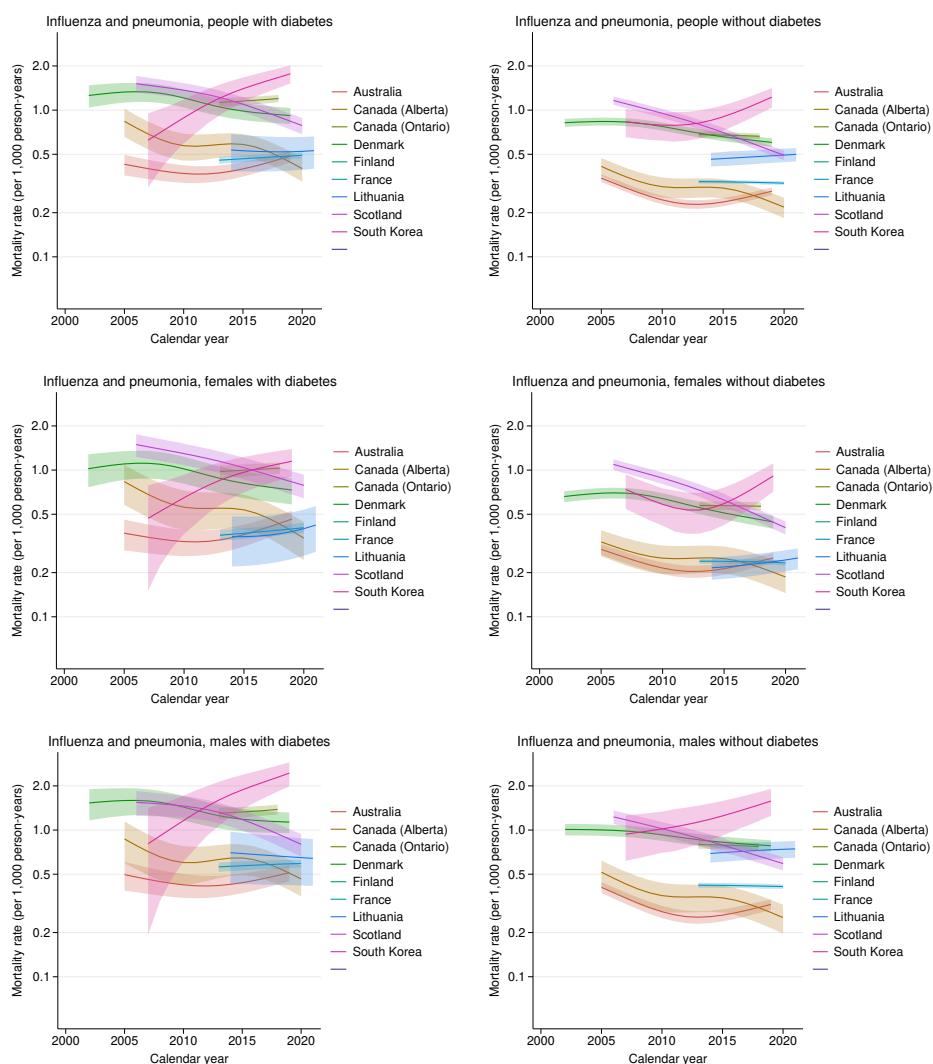 Influenza and pneumonia, people with diabetes
Mortality rate (per 1,000 person-years)
2.0
1.0
0.5
0.2
0.1
2000 2005 2010 2015 2020
Calendar year
Australia
Canada (Alberta)
Canada (Ontario)
Denmark
Finland
France
Lithuania
Scotland
South Korea
Influenza and pneumonia, people without diabetes
Mortality rate (per 1,000 person-years)
2.0
1.0
0.5
0.2
0.1
2000 2005 2010 2015 2020
Calendar year
Australia
Canada (Alberta)
Canada (Ontario)
Denmark
Finland
France
Lithuania
Scotland
South Korea
Influenza and pneumonia, females with diabetes
Mortality rate (per 1,000 person-years)
2.0
1.0
0.5
0.2
0.1
2000 2005 2010 2015 2020
Calendar year
Australia
Canada (Alberta)
Canada (Ontario)
Denmark
Finland
France
Lithuania
Scotland
South Korea
Influenza and pneumonia, females without diabetes
Mortality rate (per 1,000 person-years)
2.0
1.0
0.5
0.2
0.1
2000 2005 2010 2015 2020
Calendar year
Australia
Canada (Alberta)
Canada (Ontario)
Denmark
Finland
France
Lithuania
Scotland
South Korea
Influenza and pneumonia, males with diabetes
Mortality rate (per 1,000 person-years)
2.0
1.0
0.5
0.2
0.1
2000 2005 2010 2015 2020
Calendar year
Australia
Canada (Alberta)
Canada (Ontario)
Denmark
Finland
France
Lithuania
Scotland
South Korea
Influenza and pneumonia, males without diabetes
Mortality rate (per 1,000 person-years)
2.0
1.0
0.5
0.2
0.1
2000 2005 2010 2015 2020
Calendar year
Australia
Canada (Alberta)
Canada (Ontario)
Denmark
Finland
France
Lithuania
Scotland
South Korea